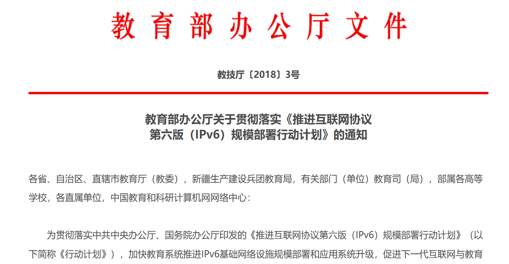 教育部办公厅文件
教技厅〔2018〕3号
教育部办公厅关于贯彻落实《推进互联网协议
第六版（IPv6）规模部署行动计划》的通知
各省、自治区、直辖市教育厅（教委），新疆生产建设兵团教育局，有关部门（单位）教育司（局），部属各高等
学校，各直属单位，中国教育和科研计算机网网络中心：
为贯彻落实中共中央办公厅、国务院办公厅印发的《推进互联网协议第六版（IPv6）规模部署行动计划》（以
下简称《行动计划》），加快教育系统推进IPv6基础网络设施规模部署和应用系统升级，促进下一代互联网与教育